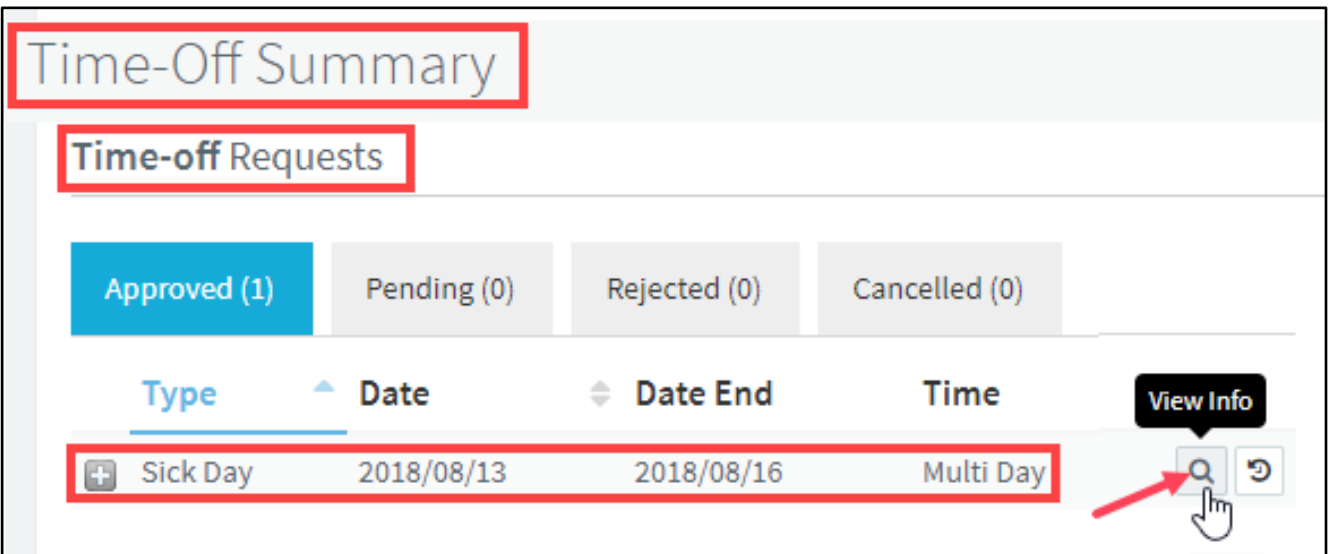 Time-Off Summary
Time-off Requests
Approved (1) Pending (0) Rejected (0) Cancelled (0)
Type Date Date End Time View Info
Sick Day 2018/08/13 2018/08/16 Multi Day